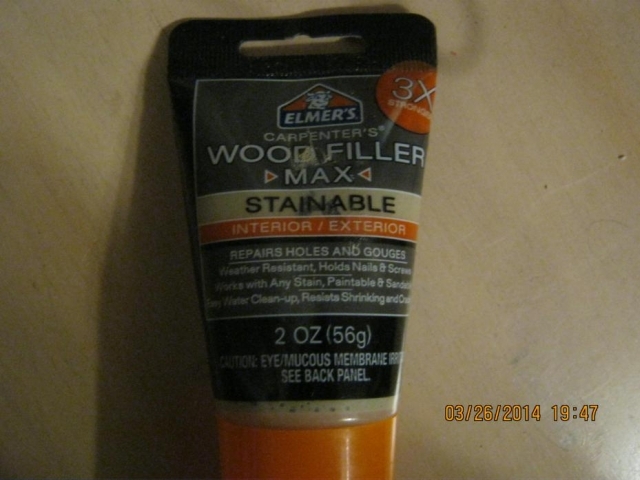 3X
STRONGER
ELMER'S
CARPENTER'S®
WOOD FILLER
MAX
STAINABLE
INTERIOR / EXTERIOR
REPAIRS HOLES AND GOUGES
Weather Resistant, Holds Nails & Screws
Works with Any Stain, Paintable &
Easy Water Clean-up, Resists Shrinking and
2 OZ (56g)
CAUTION: EYE/MUCOUS MEMBRANE
SEE BACK PANEL.
03/26/2014 19:47